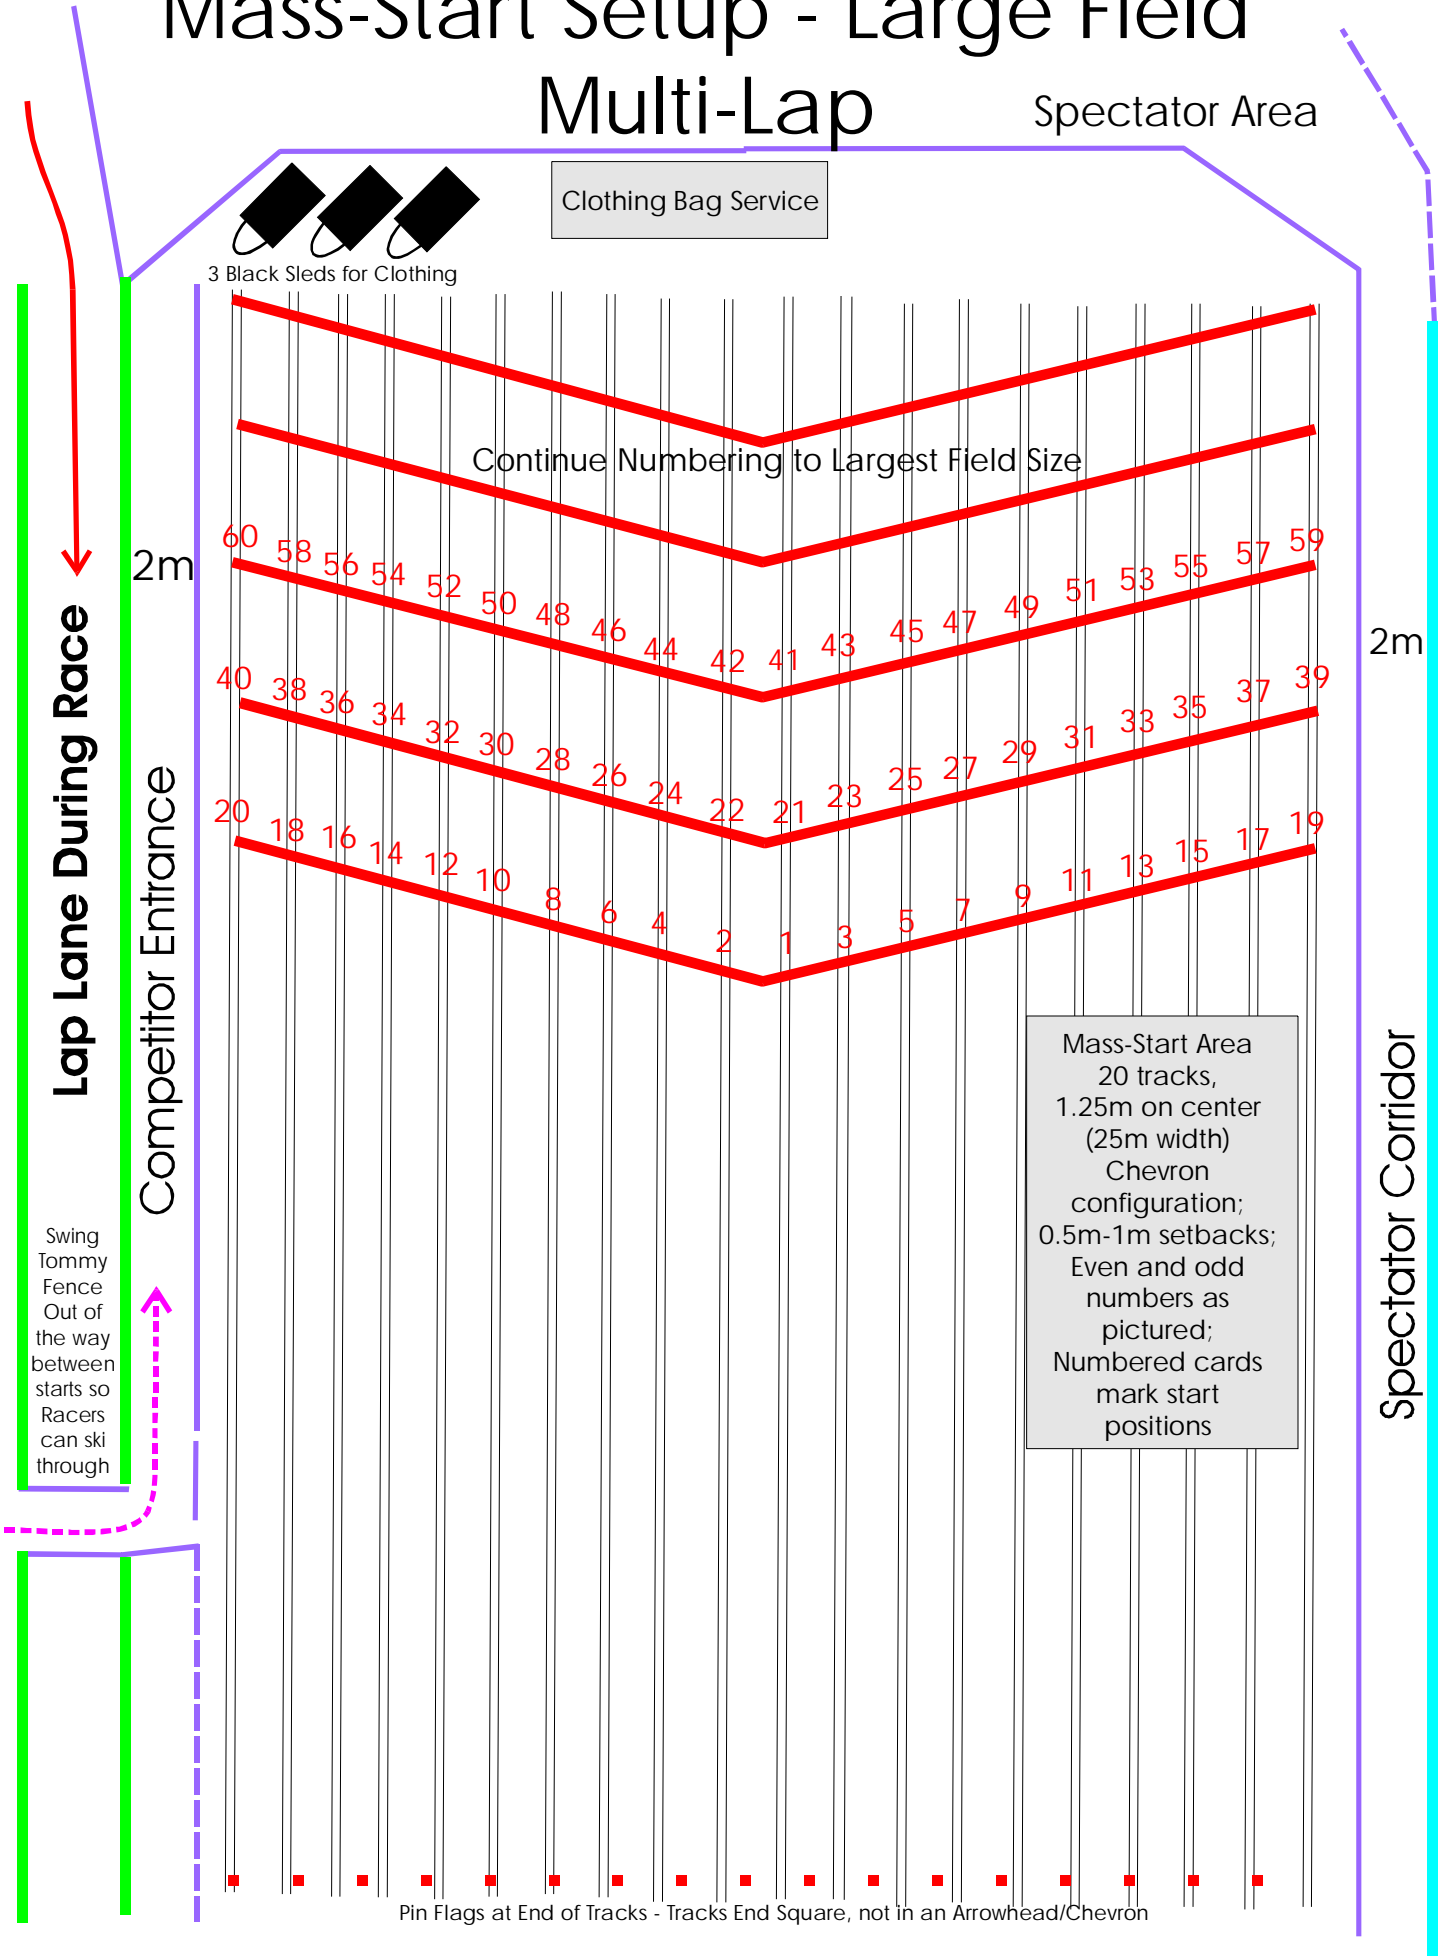 Mass-Start Setup - Large Field
Multi-Lap
Spectator Area
Clothing Bag Service
3 Black Sleds for Clothing
Continue Numbering to Largest Field Size
60 58 56 54 52 50 48 46 44 42 41 43 45 47 49 51 53 55 57 59
2m
2m
40 38 36 34 32 30 28 26 24 22 21 23 25 27 29 31 33 35 37 39
20 18 16 14 12 10 8 6 4 2 1 3 5 7 9 11 13 15 17 19
Lap Lane During Race
Competitor Entrance
Spectator Corridor
Mass-Start Area
20 tracks,
1.25m on center
(25m width)
Chevron
configuration;
0.5m-1m setbacks;
Even and odd
numbers as
pictured;
Numbered cards
mark start
positions
Swing
Tommy
Fence
Out of
the way
between
starts so
Racers
can ski
through
Pin Flags at End of Tracks - Tracks End Square, not in an Arrowhead/Chevron